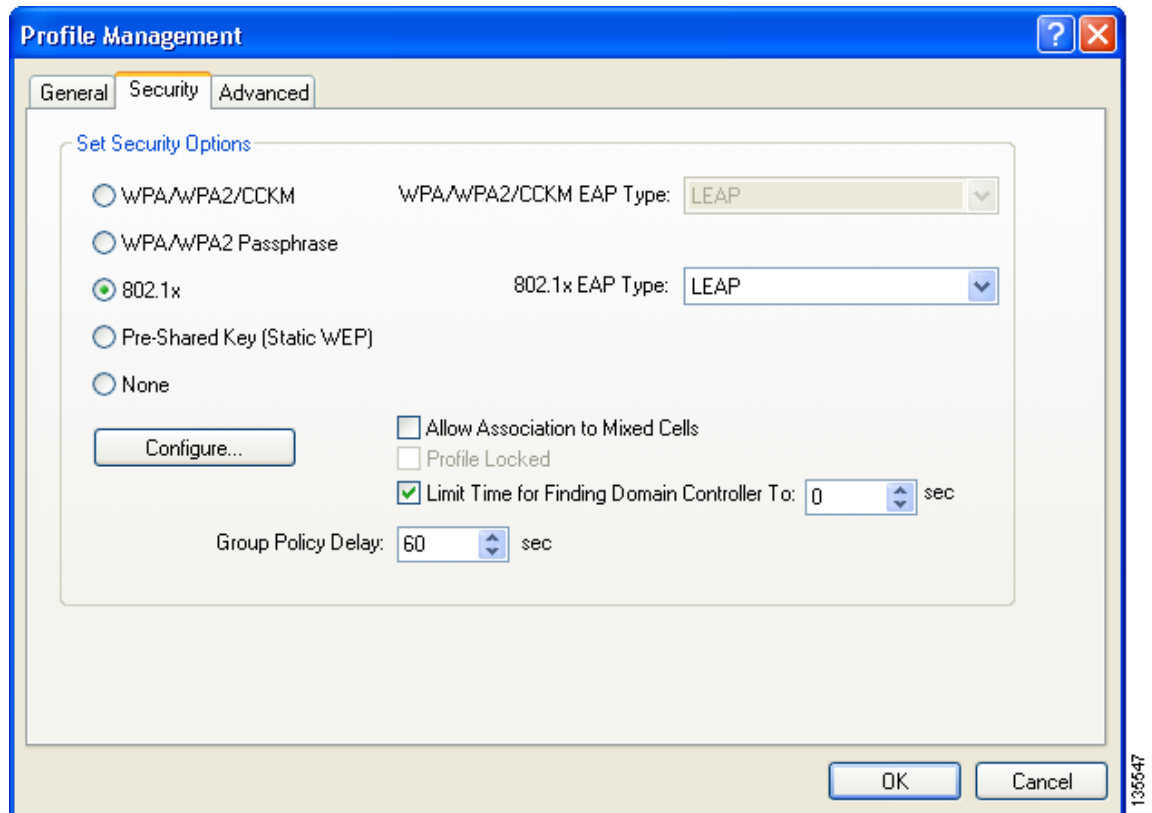 Profile Management
General Security Advanced
Set Security Options
WPA/WPA2/CCKM WPA/WPA2/CCKM EAP Type: LEAP
WPA/WPA2 Passphrase
802.1x 802.1x EAP Type: LEAP
Pre-Shared Key (Static WEP)
None
Configure... Allow Association to Mixed Cells
Profile Locked
Limit Time for Finding Domain Controller To: 0 sec
Group Policy Delay: 60 sec
OK Cancel
135547